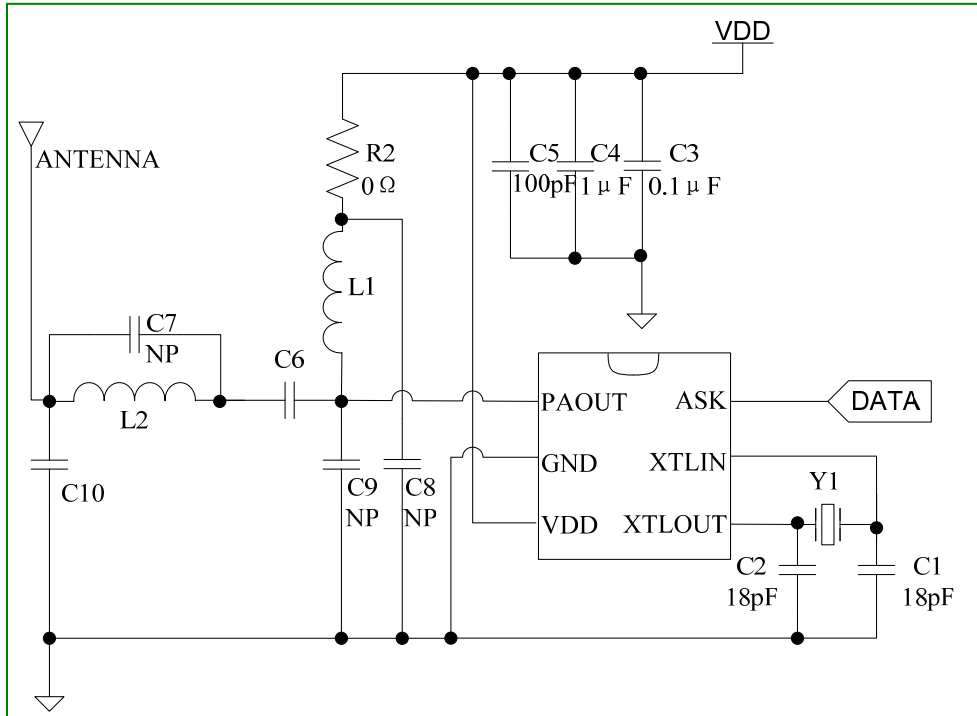 VDD
ANTENNA
R2
0 Ω
C5
100pF
C4
1 μ F
C3
0.1 μ F
L1
C7
NP
C6
L2
C10
C9
NP
C8
NP
PAOUT
ASK
DATA
GND
XTLIN
VDD
XTLOUT
Y1
C2
18pF
C1
18pF